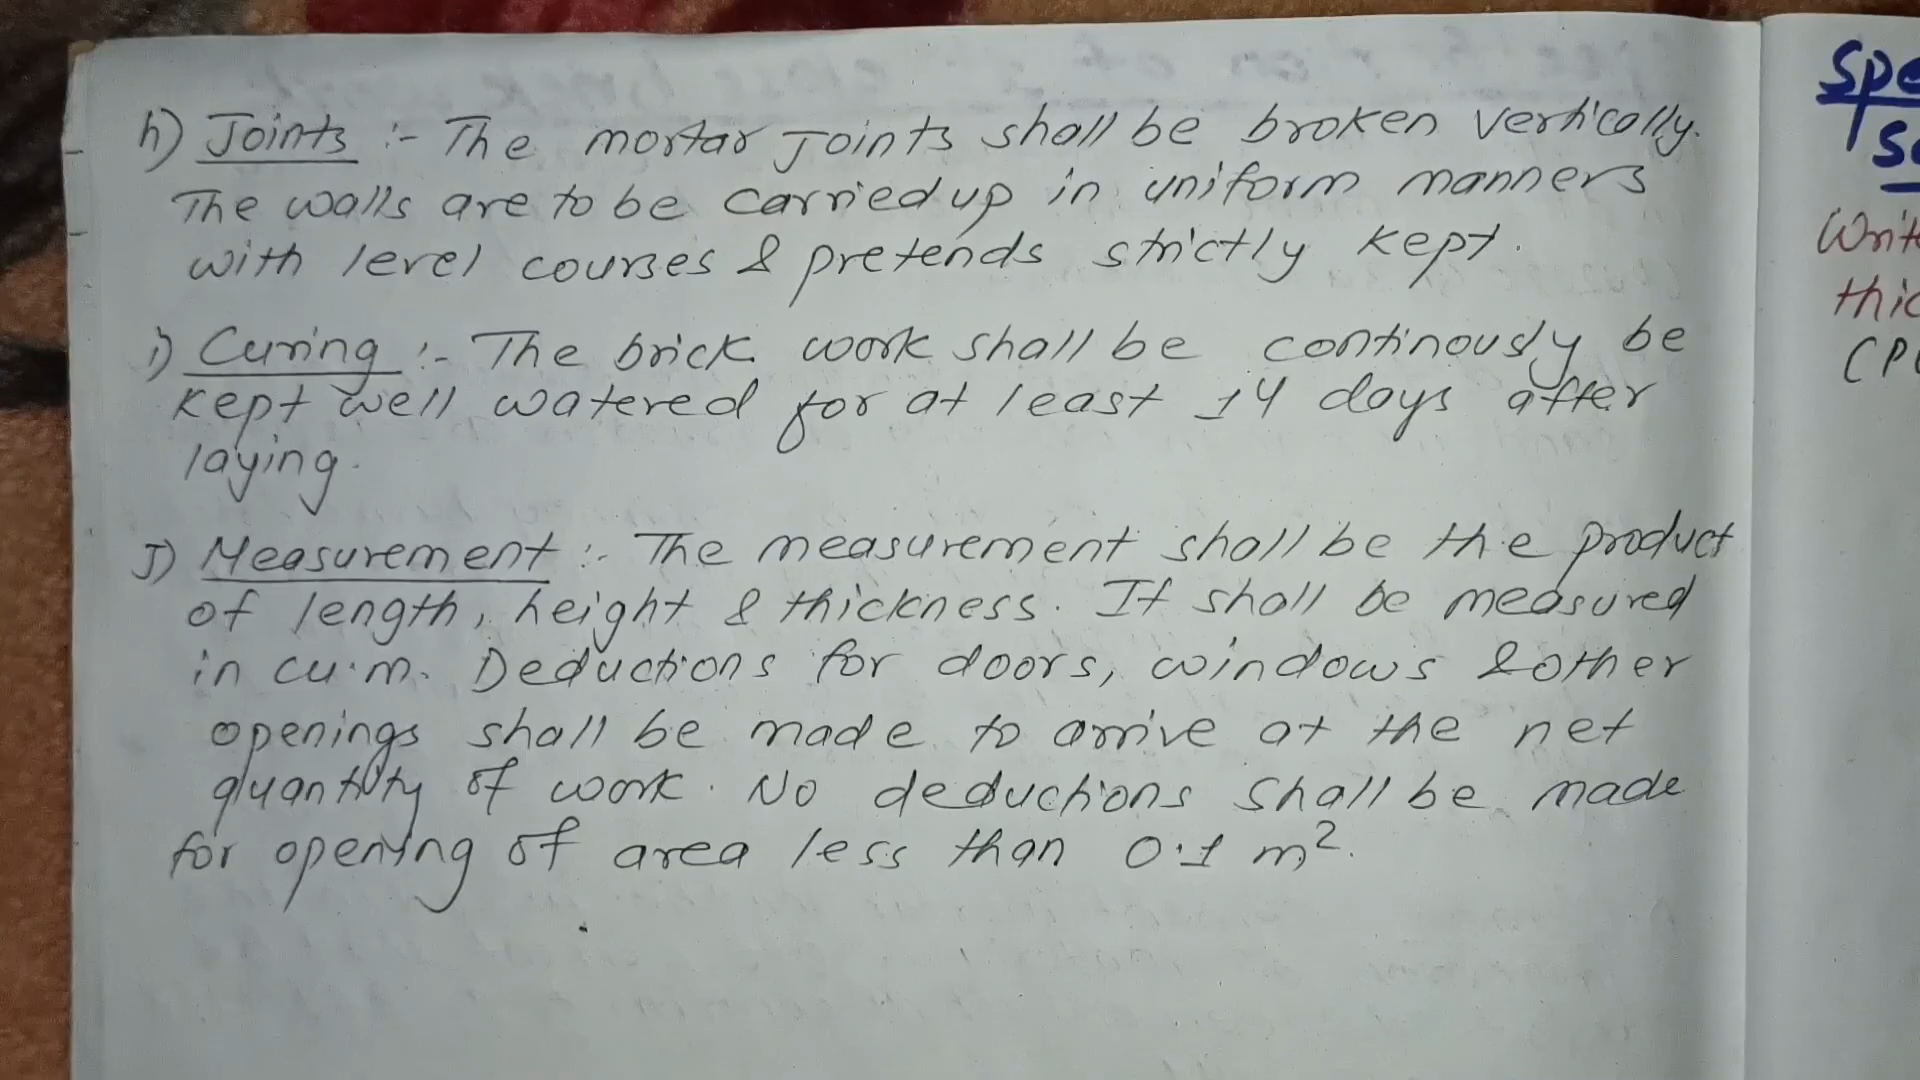 h) Joints :- The mortar Joints shall be broken vertically.
The walls are to be carried up in uniform manners
with level courses & pretends strictly kept.
i) Curing :- The brick work shall be continously be
kept well watered for at least 14 days after
laying.
J) Measurement :- The measurement shall be the product
of length, height & thickness. It shall be measured
in cu.m. Deductions for doors, windows & other
openings shall be made to arrive at the net
quantity of work. No deductions shall be made
for opening of area less than 0.1 m².
Spe
Writ
thic